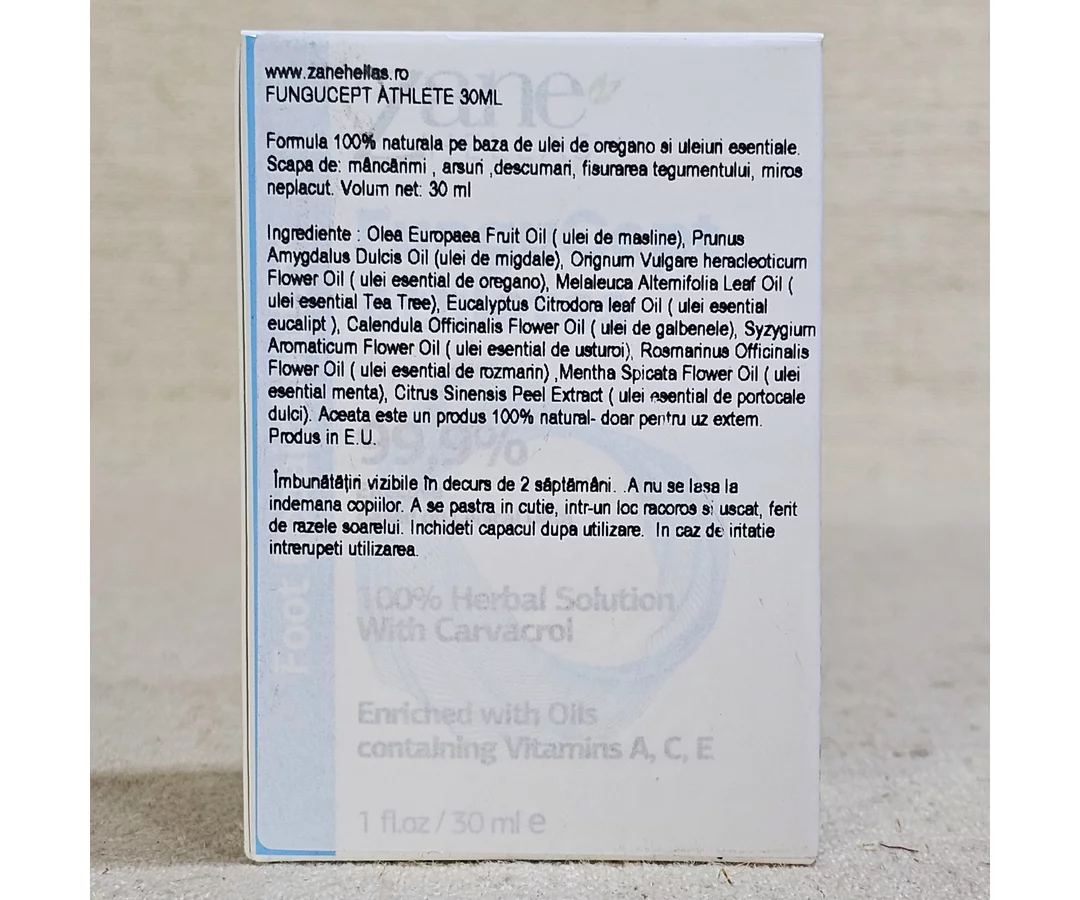 www.zanehellas.ro
FUNGUCEPT ATHLETE 30ML
Formula 100% naturala pe baza de ulei de oregano si uleiuri esentiale.
Scapa de: mâncărimi , arsuri ,descumari, fisurarea tegumentului, miros
neplacut. Volum net: 30 ml
Ingrediente : Olea Europaea Fruit Oil ( ulei de masline), Prunus
Amygdalus Dulcis Oil (ulei de migdale), Orignum Vulgare heracleoticum
Flower Oil ( ulei esential de oregano), Melaleuca Alternifolia Leaf Oil (
ulei esential Tea Tree), Eucalyptus Citrodora leaf Oil ( ulei esential
eucalipt ), Calendula Officinalis Flower Oil ( ulei de galbenele), Syzygium
Aromaticum Flower Oil ( ulei esential de usturoi), Rosmarinus Officinalis
Flower Oil ( ulei esential de rozmarin) ,Mentha Spicata Flower Oil ( ulei
esential menta), Citrus Sinensis Peel Extract ( ulei esential de portocale
dulci). Aceata este un produs 100% natural- doar pentru uz extern.
Produs in E.U.
Îmbunătățiri vizibile în decurs de 2 săptămâni. .A nu se lasa la
indemana copiilor. A se pastra in cutie, intr-un loc racoros si uscat, ferit
de razele soarelui. Inchideti capacul dupa utilizare. In caz de iritatie
intrerupeti utilizarea.
zane
99.9%
100% Herbal Solution
With Carvacrol
Enriched with Oils
containing Vitamins A, C, E
1 fl.oz / 30 ml e
Foot